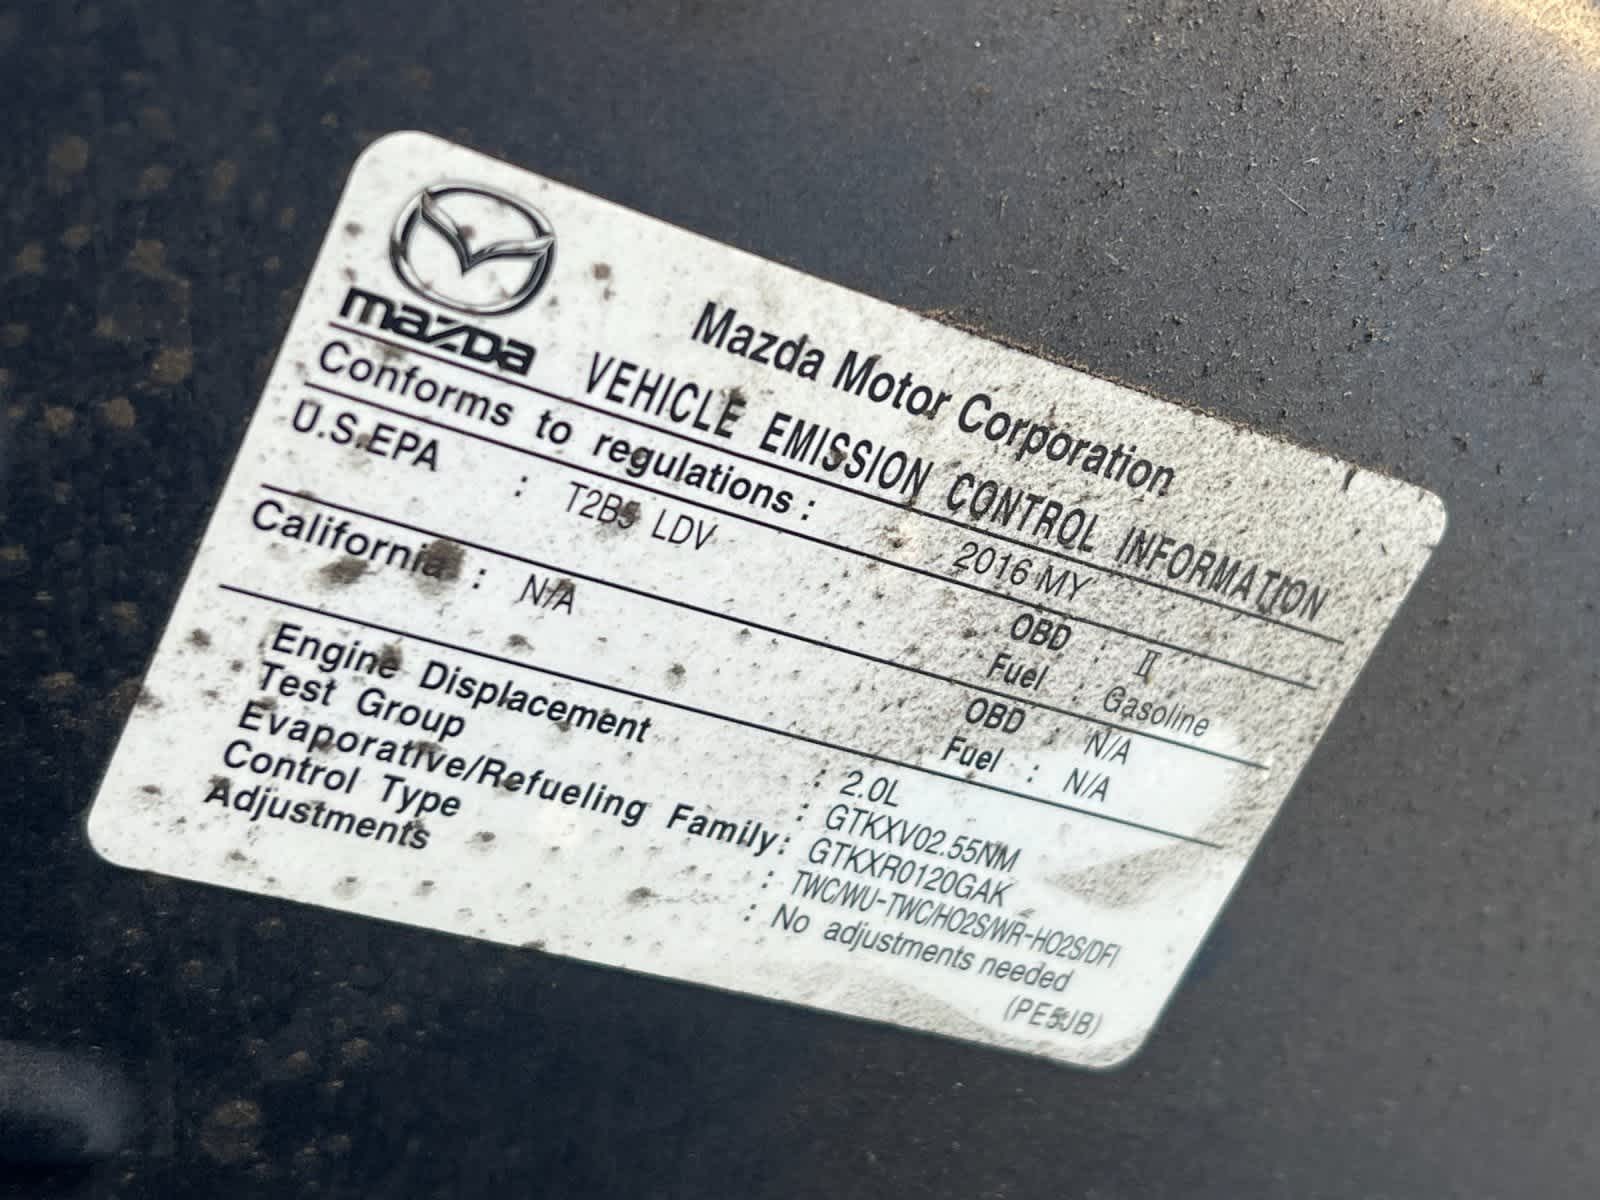 mazda
Mazda Motor Corporation
VEHICLE EMISSION CONTROL INFORMATION
Conforms to regulations : 2016 MY
U.S.EPA : T2B5 LDV OBD : II
Fuel : Gasoline
California : N/A OBD : N/A
Fuel : N/A
Engine Displacement : 2.0L
Test Group : GTKXV02.55NM
Evaporative/Refueling Family : GTKXR0120GAK
Control Type : TWC/WU-TWC/HO2S/WR-HO2S/DFI
Adjustments : No adjustments needed
(PE5JB)